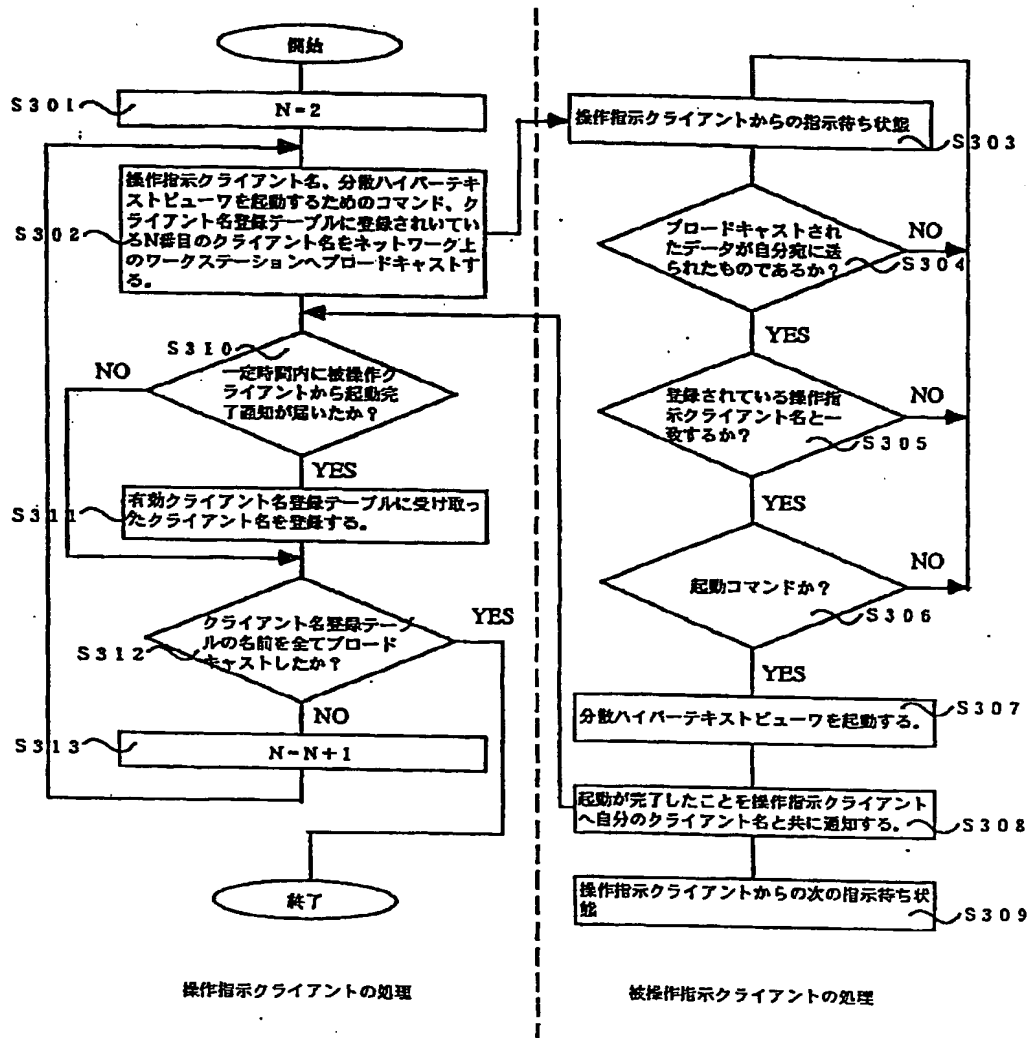 開始
S301
N=2
操作指示クライアント名、分散ハイパーテキ
ストビューワを起動するためのコマンド、ク
ライアント名登録テーブルに登録されいてい
るN番目のクライアント名をネットワーク上
のワークステーションへブロードキャストす
る。
S302
S310
一定時間内に被操作ク
ライアントから起動完
了通知が届いたか?
NO
YES
有効クライアント名登録テーブルに受け取っ
たクライアント名を登録する。
S311
クライアント名登録テーブ
ルの名前を全てブロード
キャストしたか?
S312
YES
NO
S313
N=N+1
終了
操作指示クライアントの処理
操作指示クライアントからの指示待ち状態
S303
ブロードキャストされ
たデータが自分宛に送
られたものであるか?
S304
NO
YES
登録されている操作指
示クライアント名と一
致するか?
S305
NO
YES
起動コマンドか?
S306
NO
YES
分散ハイパーテキストビューワを起動する。
S307
起動が完了したことを操作指示クライアント
へ自分のクライアント名と共に通知する。
S308
操作指示クライアントからの次の指示待ち状
態
S309
被操作指示クライアントの処理